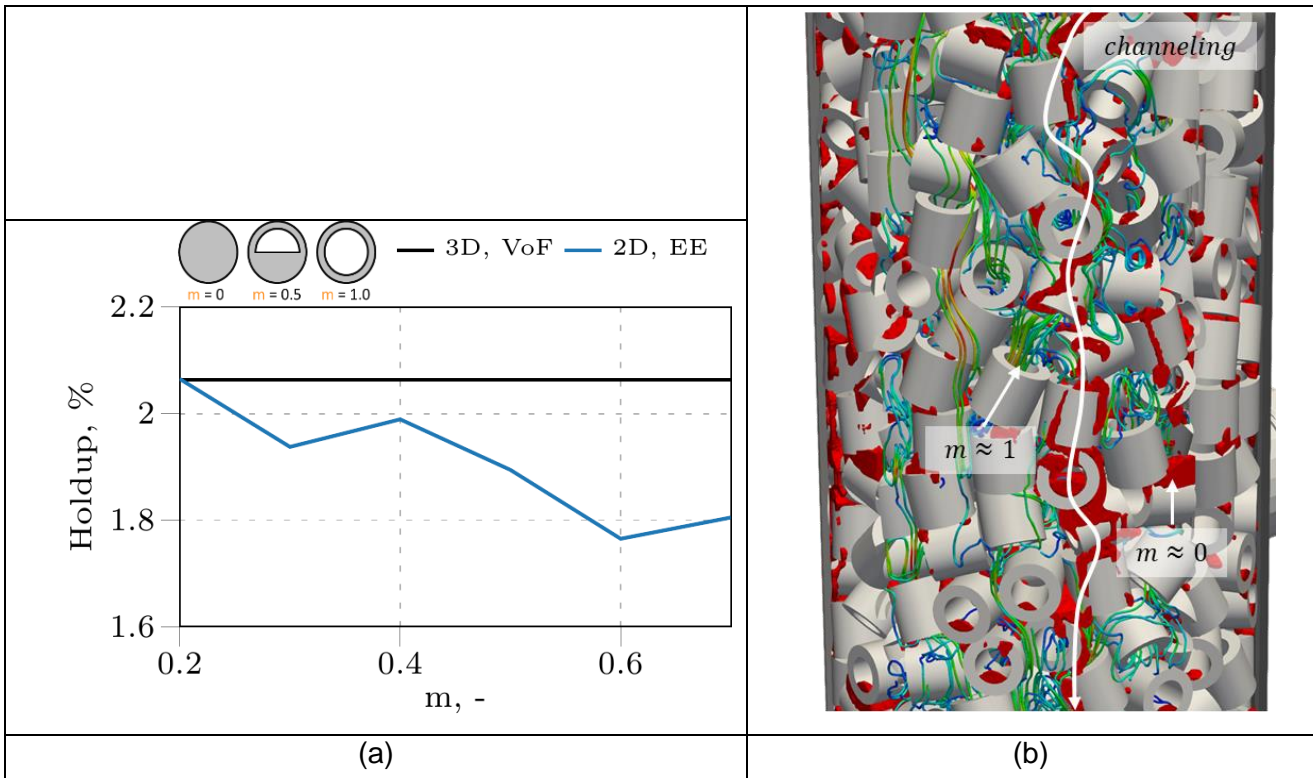 m = 0 m = 0.5 m = 1.0
3D, VoF 2D, EE
2.2
2
1.8
1.6
Holdup, %
0.2 0.4 0.6
m, -
(a)
channeling
m ≈ 1
m ≈ 0
(b)